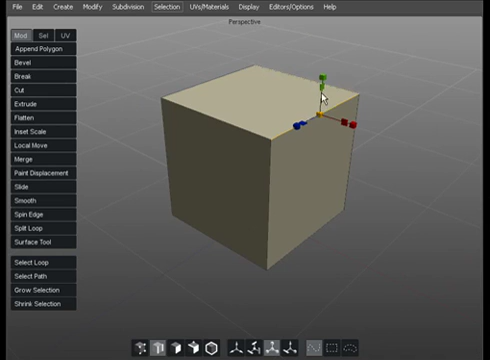 File Edit Create Modify Subdivision Selection UVs/Materials Display Editors/Options Help
Perspective
Mod Sel UV
Append Polygon
Bevel
Break
Cut
Extrude
Flatten
Inset Scale
Local Move
Merge
Paint Displacement
Slide
Smooth
Spin Edge
Split Loop
Surface Tool
Select Loop
Select Path
Grow Selection
Shrink Selection